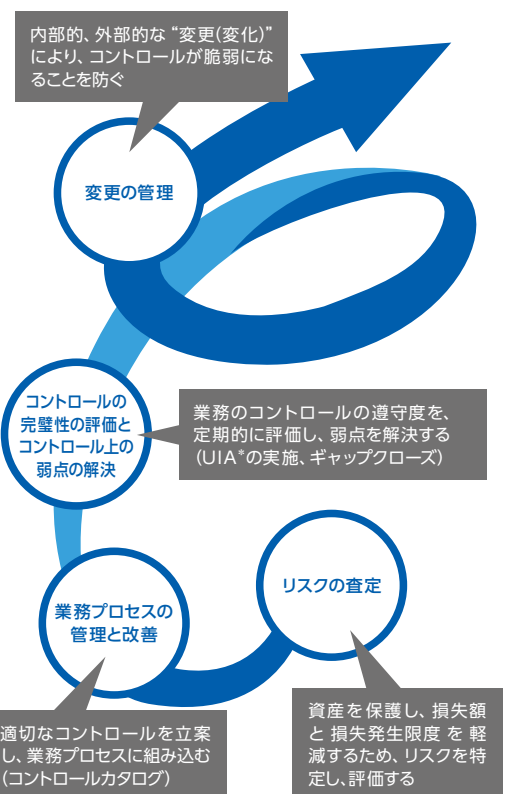 内部的、外部的な“変更(変化)”
により、コントロールが脆弱にな
ることを防ぐ
変更の管理
コントロールの
完璧性の評価と
コントロール上の
弱点の解決
業務のコントロールの遵守度を、
定期的に評価し、弱点を解決する
(UIA*の実施、ギャップクローズ)
リスクの査定
業務プロセスの
管理と改善
適切なコントロールを立案
し、業務プロセスに組み込む
(コントロールカタログ)
資産を保護し、損失額
と 損失発生限度 を 軽
減するため、リスクを特
定し、評価する